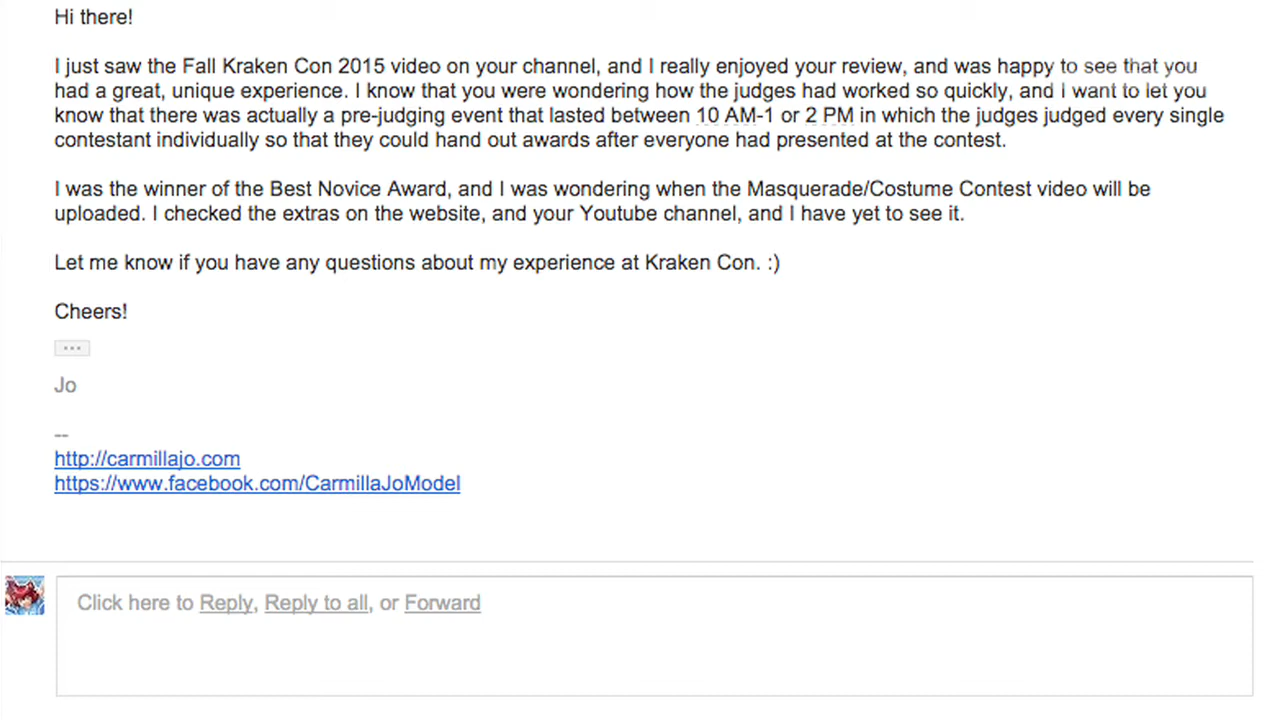 Hi there!
I just saw the Fall Kraken Con 2015 video on your channel, and I really enjoyed your review, and was happy to see that you
had a great, unique experience. I know that you were wondering how the judges had worked so quickly, and I want to let you
know that there was actually a pre-judging event that lasted between 10 AM-1 or 2 PM in which the judges judged every single
contestant individually so that they could hand out awards after everyone had presented at the contest.
I was the winner of the Best Novice Award, and I was wondering when the Masquerade/Costume Contest video will be
uploaded. I checked the extras on the website, and your Youtube channel, and I have yet to see it.
Let me know if you have any questions about my experience at Kraken Con. :)
Cheers!
Jo
--
http://carmillajo.com
https://www.facebook.com/CarmillaJoModel
Click here to Reply, Reply to all, or Forward